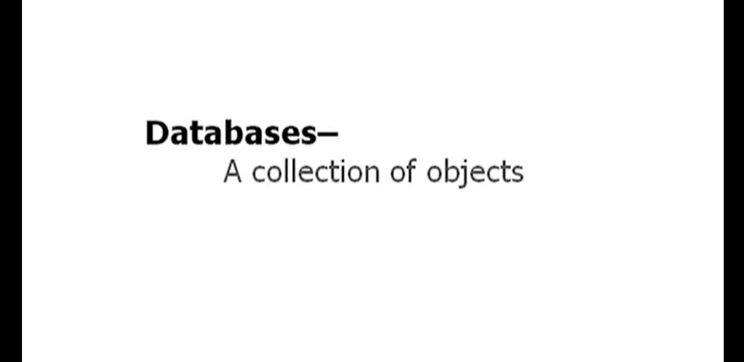 Databases–
A collection of objects